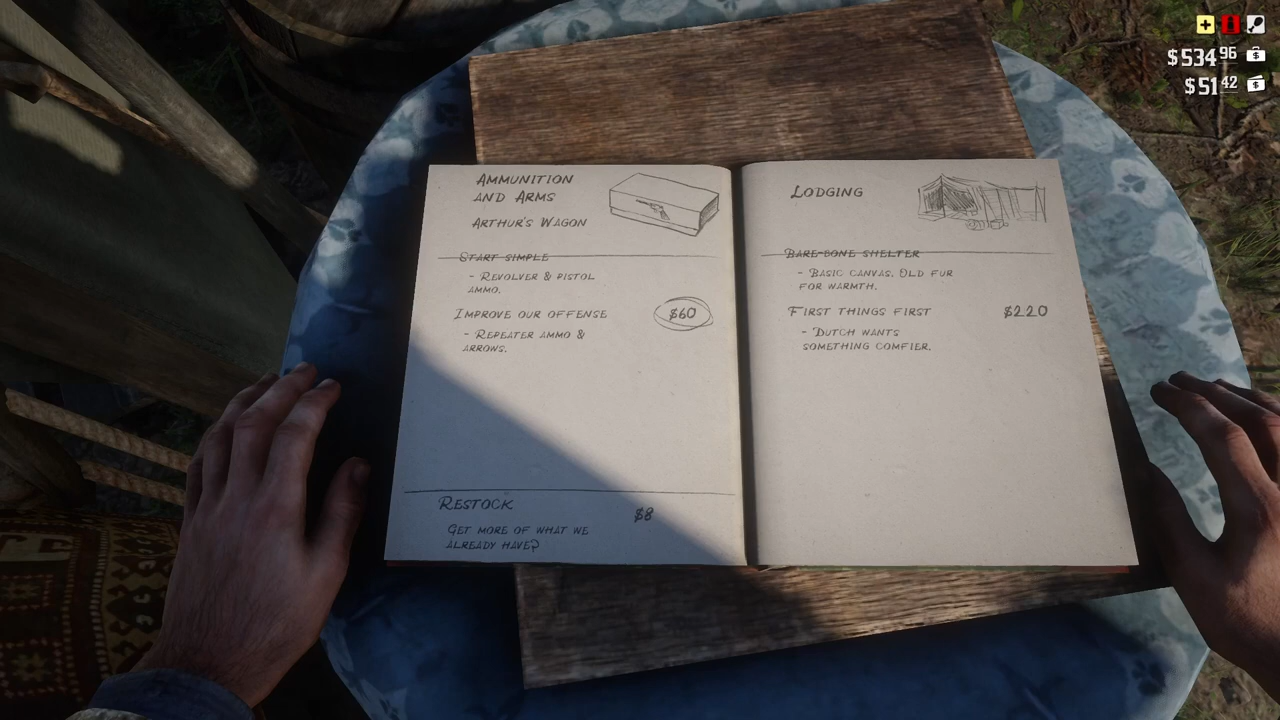 $534 96
$51 42
AMMUNITION
AND ARMS
ARTHUR'S WAGON
START SIMPLE
- REVOLVER & PISTOL
AMMO.
IMPROVE OUR OFFENSE $60
- REPEATER AMMO &
ARROWS.
RESTOCK $8
GET MORE OF WHAT WE
ALREADY HAVE?
LODGING
BARE-BONE SHELTER
- BASIC CANVAS. OLD FUR
FOR WARMTH.
FIRST THINGS FIRST $220
- DUTCH WANTS
SOMETHING COMFIER.